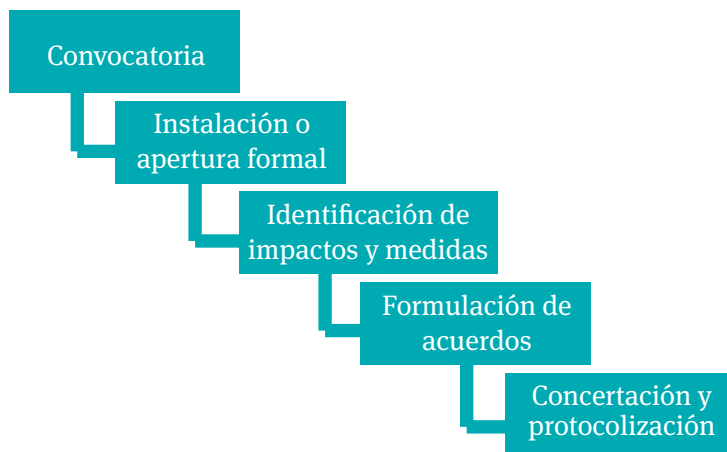 Convocatoria
Instalación o
apertura formal
Identificación de
impactos y medidas
Formulación de
acuerdos
Concertación y
protocolización